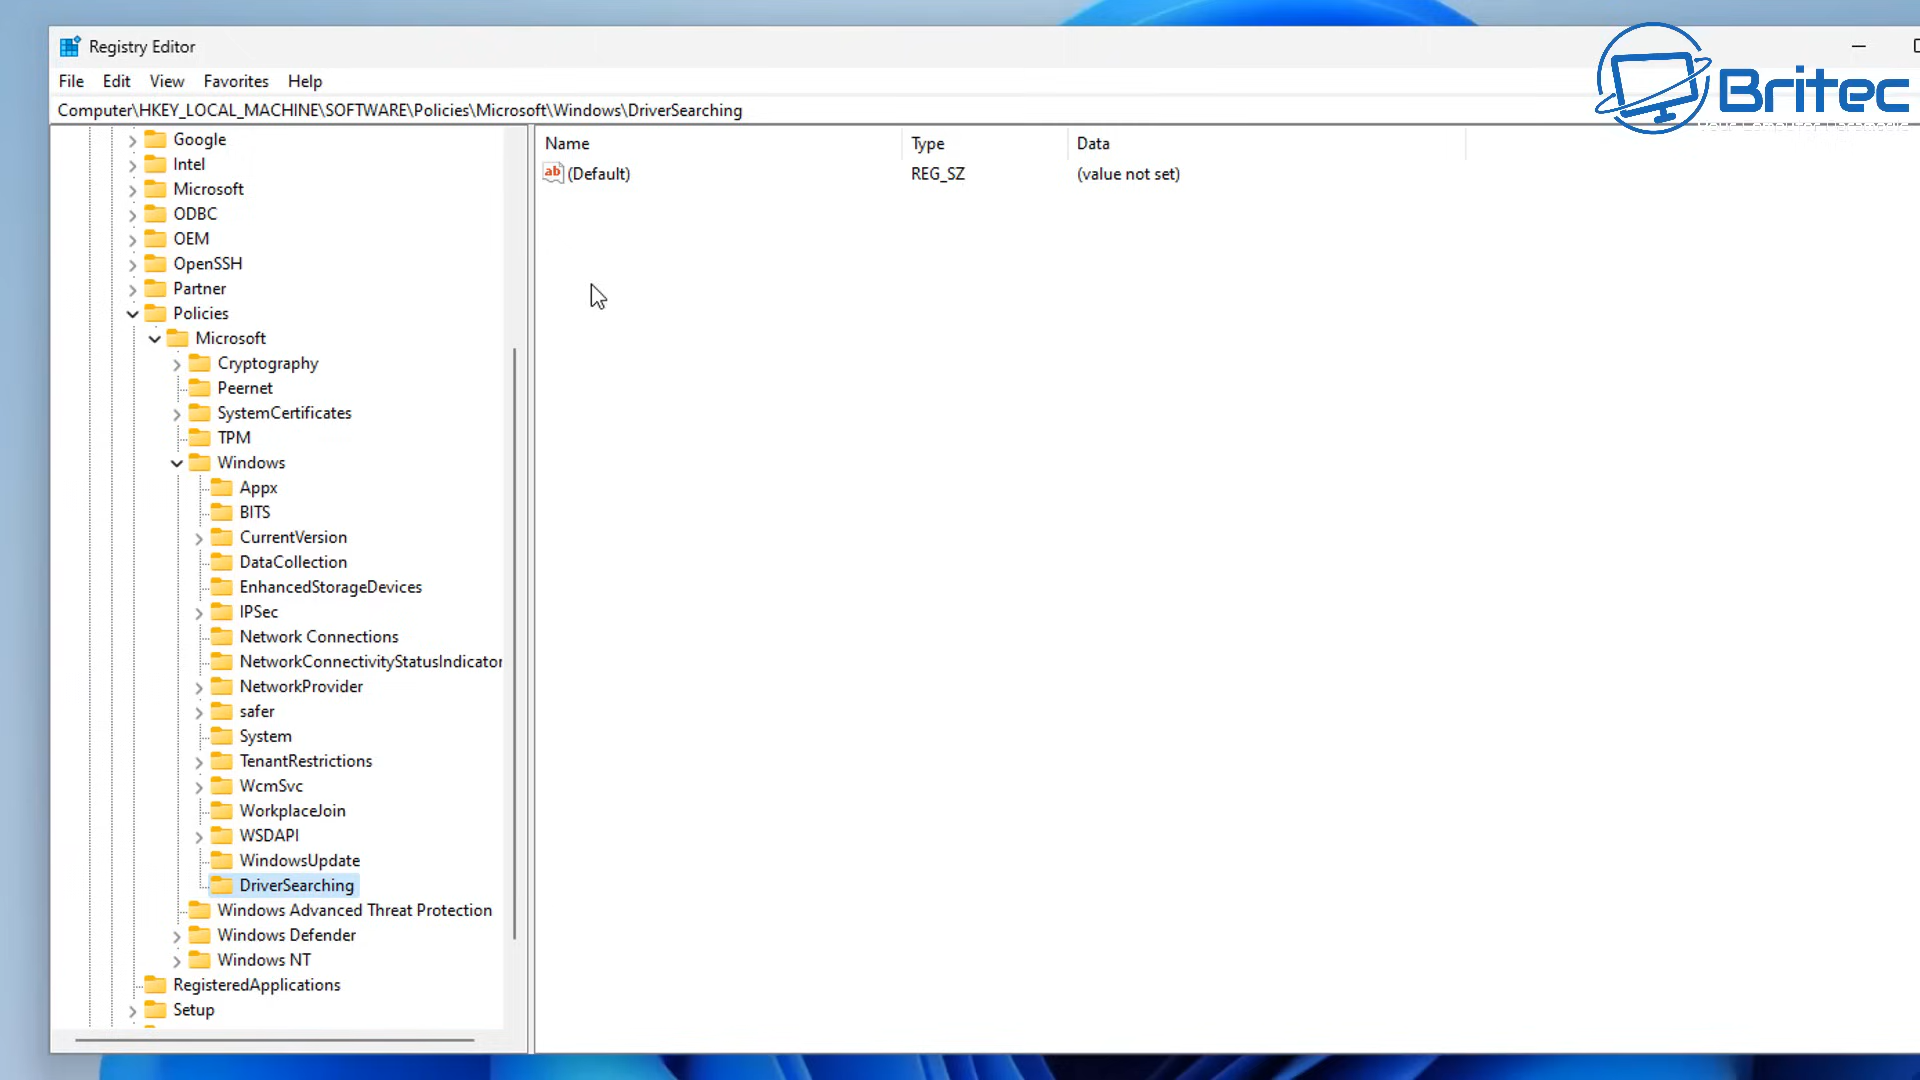 Registry Editor
File Edit View Favorites Help
Computer\HKEY_LOCAL_MACHINE\SOFTWARE\Policies\Microsoft\Windows\DriverSearching
Britec
Name Type Data
(Default) REG_SZ (value not set)
Google
Intel
Microsoft
ODBC
OEM
OpenSSH
Partner
Policies
Microsoft
Cryptography
Peernet
SystemCertificates
TPM
Windows
Appx
BITS
CurrentVersion
DataCollection
EnhancedStorageDevices
IPSec
Network Connections
NetworkConnectivityStatusIndicator
NetworkProvider
safer
System
TenantRestrictions
WcmSvc
WorkplaceJoin
WSDAPI
WindowsUpdate
DriverSearching
Windows Advanced Threat Protection
Windows Defender
Windows NT
RegisteredApplications
Setup